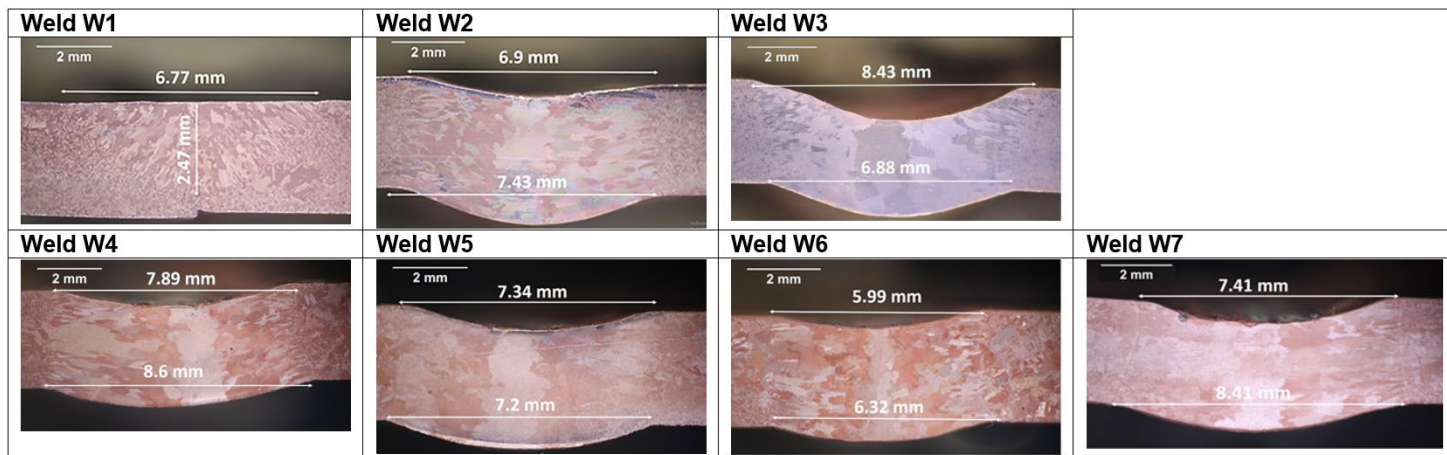 Weld W1
2 mm
6.77 mm
2.47 mm
Weld W2
2 mm
6.9 mm
7.43 mm
Weld W3
2 mm
8.43 mm
6.88 mm
Weld W4
2 mm
7.89 mm
8.6 mm
Weld W5
2 mm
7.34 mm
7.2 mm
Weld W6
2 mm
5.99 mm
6.32 mm
Weld W7
2 mm
7.41 mm
8.41 mm